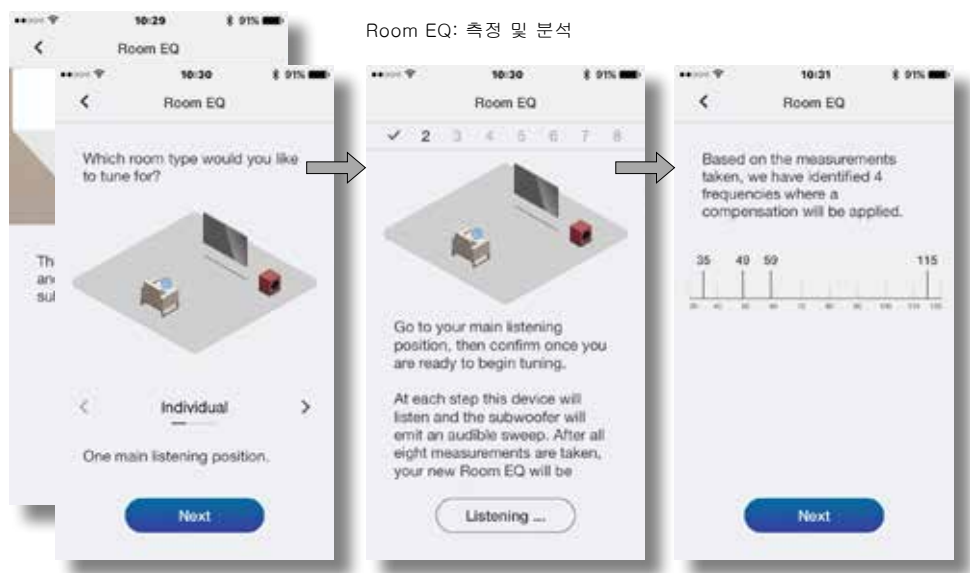 Room EQ: 측정 및 분석
10:29
91%
Room EQ
Th
an
su
10:30
91%
Room EQ
Which room type would you like
to tune for?
Individual
One main listening position.
Next
10:30
91%
Room EQ
2 3 4 5 6 7 8
Go to your main listening
position, then confirm once you
are ready to begin tuning.
At each step this device will
listen and the subwoofer will
emit an audible sweep. After all
eight measurements are taken,
your new Room EQ will be
Listening ...
10:31
91%
Room EQ
Based on the measurements
taken, we have identified 4
frequencies where a
compensation will be applied.
35 49 59 115
Next